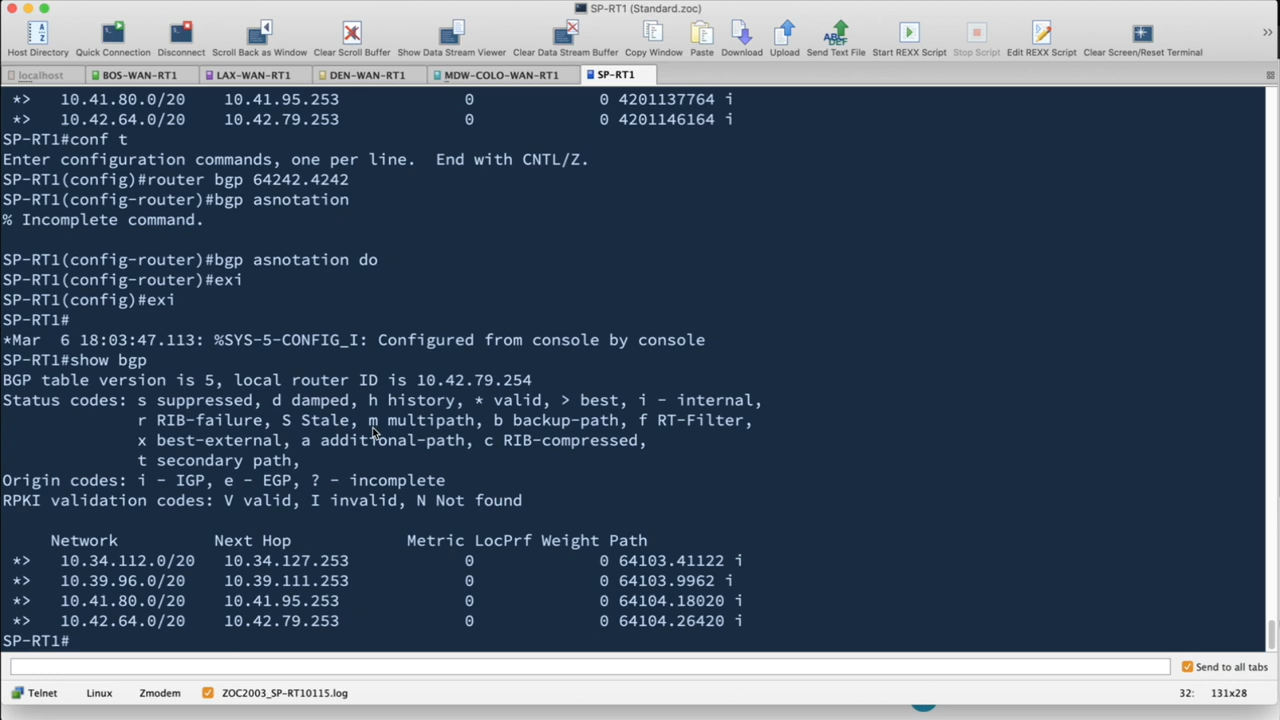 SP-RT1 (Standard.zoc)
Host Directory Quick Connection Disconnect Scroll Back as Window Clear Scroll Buffer Show Data Stream Viewer Clear Data Stream Buffer Copy Window Paste Download Upload Send Text File Start REXX Script Stop Script Edit REXX Script Clear Screen/Reset Terminal
localhost BOS-WAN-RT1 LAX-WAN-RT1 DEN-WAN-RT1 MDW-COLO-WAN-RT1 SP-RT1
*> 10.41.80.0/20 10.41.95.253 0 0 4201137764 i
*> 10.42.64.0/20 10.42.79.253 0 0 4201146164 i
SP-RT1#conf t
Enter configuration commands, one per line. End with CNTL/Z.
SP-RT1(config)#router bgp 64242.4242
SP-RT1(config-router)#bgp asnotation
% Incomplete command.
SP-RT1(config-router)#bgp asnotation do
SP-RT1(config-router)#exi
SP-RT1(config)#exi
SP-RT1#
*Mar 6 18:03:47.113: %SYS-5-CONFIG_I: Configured from console by console
SP-RT1#show bgp
BGP table version is 5, local router ID is 10.42.79.254
Status codes: s suppressed, d damped, h history, * valid, > best, i - internal,
r RIB-failure, S Stale, m multipath, b backup-path, f RT-Filter,
x best-external, a additional-path, c RIB-compressed,
t secondary path,
Origin codes: i - IGP, e - EGP, ? - incomplete
RPKI validation codes: V valid, I invalid, N Not found
Network Next Hop Metric LocPrf Weight Path
*> 10.34.112.0/20 10.34.127.253 0 0 64103.41122 i
*> 10.39.96.0/20 10.39.111.253 0 0 64103.9962 i
*> 10.41.80.0/20 10.41.95.253 0 0 64104.18020 i
*> 10.42.64.0/20 10.42.79.253 0 0 64104.26420 i
SP-RT1#
Send to all tabs
Telnet Linux Zmodem ZOC2003_SP-RT10115.log 32: 131x28